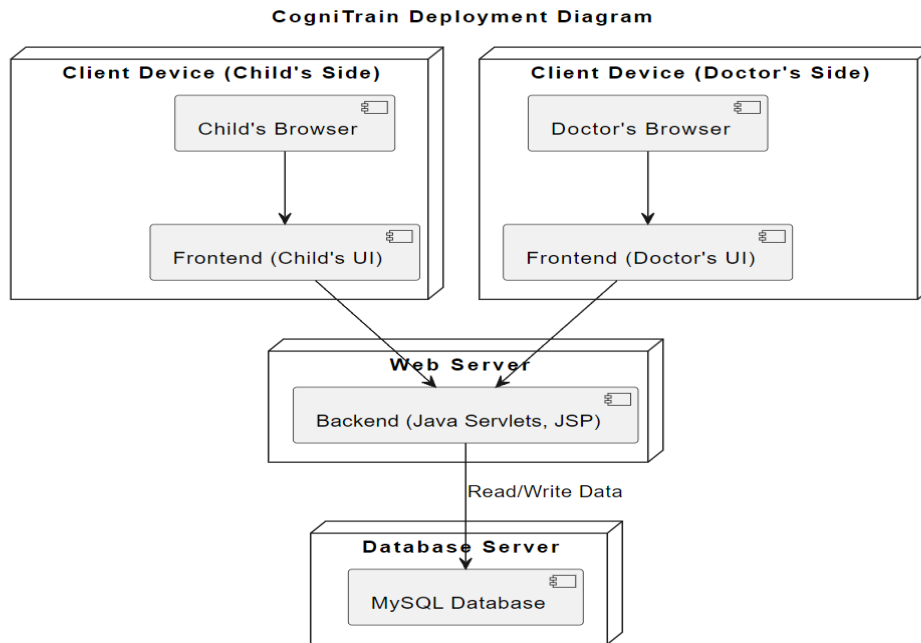 CogniTrain Deployment Diagram
Client Device (Child's Side)
Child's Browser
Frontend (Child's UI)
Client Device (Doctor's Side)
Doctor's Browser
Frontend (Doctor's UI)
Web Server
Backend (Java Servlets, JSP)
Read/Write Data
Database Server
MySQL Database